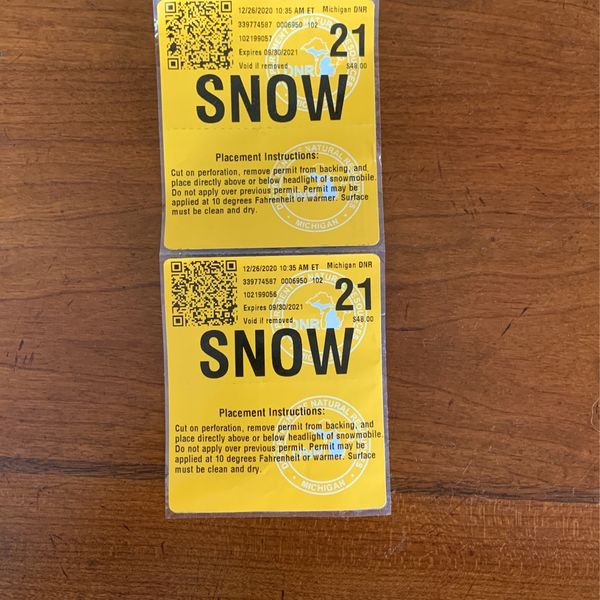 12/26/2020 10:35 AM ET Michigan DNR
339774587 0006950 102
102199057
21
Expires 09/30/2021
Void if removed $48.00
DNR
SNOW
Placement Instructions:
Cut on perforation, remove permit from backing, and
place directly above or below headlight of snowmobile.
Do not apply over previous permit. Permit may be
applied at 10 degrees Fahrenheit or warmer. Surface
must be clean and dry.
MICHIGAN
12/26/2020 10:35 AM ET Michigan DNR
339774587 0006950 102
102199056
21
Expires 09/30/2021
Void if removed $48.00
DNR
SNOW
Placement Instructions:
Cut on perforation, remove permit from backing, and
place directly above or below headlight of snowmobile.
Do not apply over previous permit. Permit may be
applied at 10 degrees Fahrenheit or warmer. Surface
must be clean and dry.
MICHIGAN